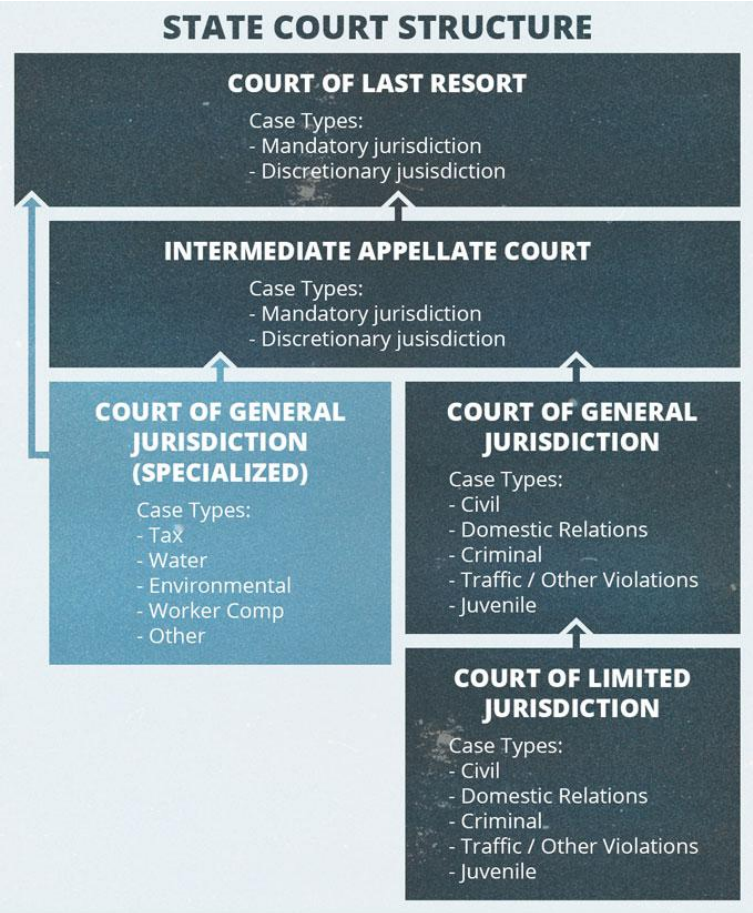 STATE COURT STRUCTURE
COURT OF LAST RESORT
Case Types:
- Mandatory jurisdiction
- Discretionary jusisdiction
INTERMEDIATE APPELLATE COURT
Case Types:
- Mandatory jurisdiction
- Discretionary jusisdiction
COURT OF GENERAL
JURISDICTION
(SPECIALIZED)
Case Types:
- Tax
- Water
- Environmental
- Worker Comp
- Other
COURT OF GENERAL
JURISDICTION
Case Types:
- Civil
- Domestic Relations
- Criminal
- Traffic / Other Violations
- Juvenile
COURT OF LIMITED
JURISDICTION
Case Types:
- Civil
- Domestic Relations
- Criminal
- Traffic / Other Violations
- Juvenile